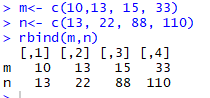 > m<- c(10,13, 15, 33)
> n<- c(13, 22, 88, 110)
> rbind(m,n)
  [,1] [,2] [,3] [,4]
m   10   13   15   33
n   13   22   88  110
>